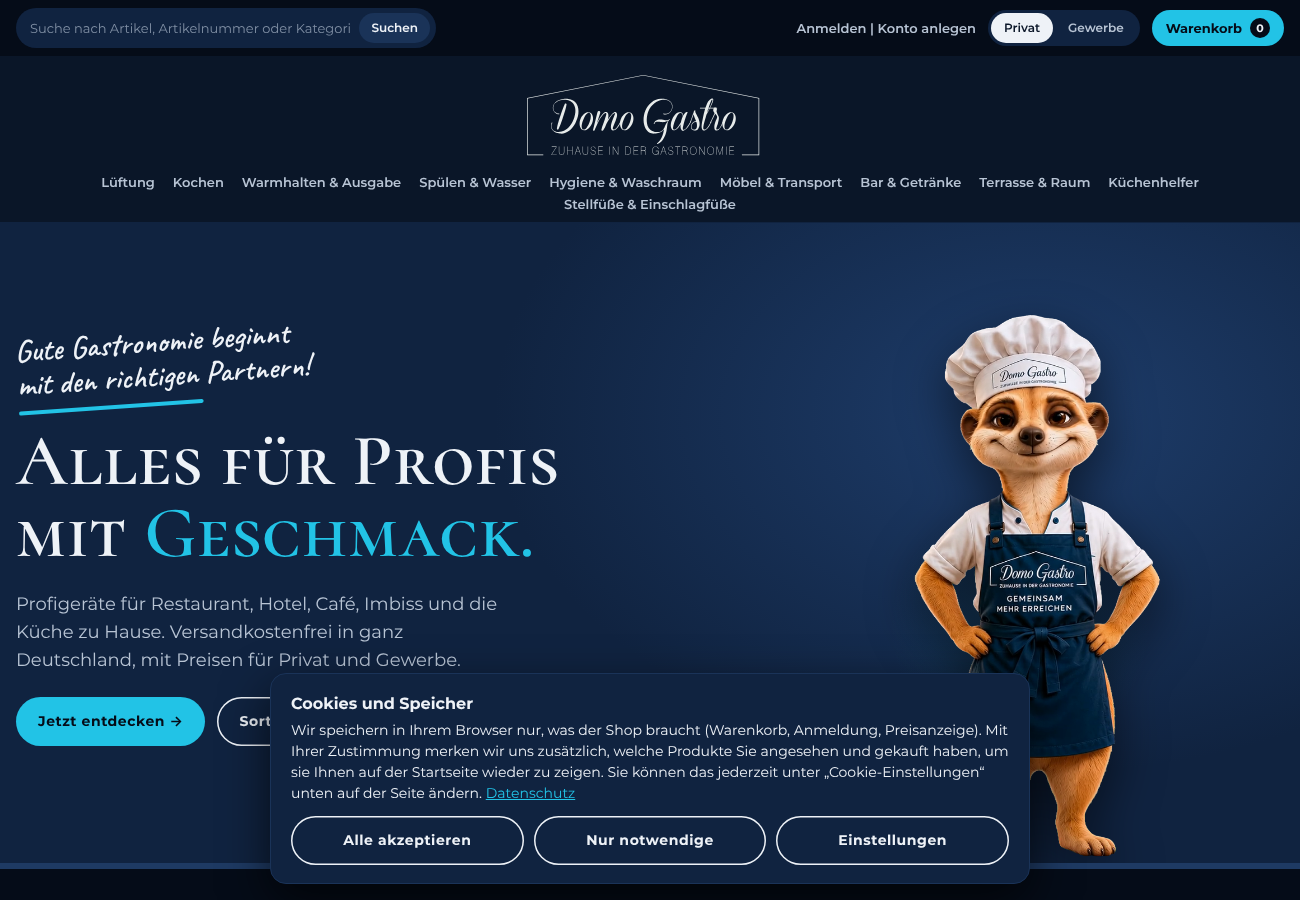 Suche nach Artikel, Artikelnummer oder Kategori
Suchen
Anmelden | Konto anlegen
Privat
Gewerbe
Warenkorb 0
Domo Gastro
ZUHAUSE IN DER GASTRONOMIE
Lüftung Kochen Warmhalten & Ausgabe Spülen & Wasser Hygiene & Waschraum Möbel & Transport Bar & Getränke Terrasse & Raum Küchenhelfer
Stellfüße & Einschlagfüße
Gute Gastronomie beginnt
mit den richtigen Partnern!
Alles für Profis
mit Geschmack.
Profigeräte für Restaurant, Hotel, Café, Imbiss und die
Küche zu Hause. Versandkostenfrei in ganz
Deutschland, mit Preisen für Privat und Gewerbe.
Jetzt entdecken →
Sort
Domo Gastro
ZUHAUSE IN DER GASTRONOMIE
Domo Gastro
ZUHAUSE IN DER GASTRONOMIE
GEMEINSAM
MEHR ERREICHEN
Cookies und Speicher
Wir speichern in Ihrem Browser nur, was der Shop braucht (Warenkorb, Anmeldung, Preisanzeige). Mit
Ihrer Zustimmung merken wir uns zusätzlich, welche Produkte Sie angesehen und gekauft haben, um
sie Ihnen auf der Startseite wieder zu zeigen. Sie können das jederzeit unter „Cookie-Einstellungen“
unten auf der Seite ändern. Datenschutz
Alle akzeptieren
Nur notwendige
Einstellungen